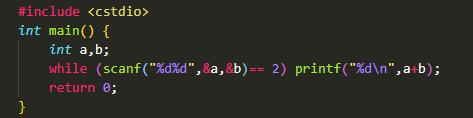 #include <cstdio>
int main() {
    int a,b;
    while (scanf("%d%d",&a,&b)== 2) printf("%d\n",a+b);
    return 0;
}